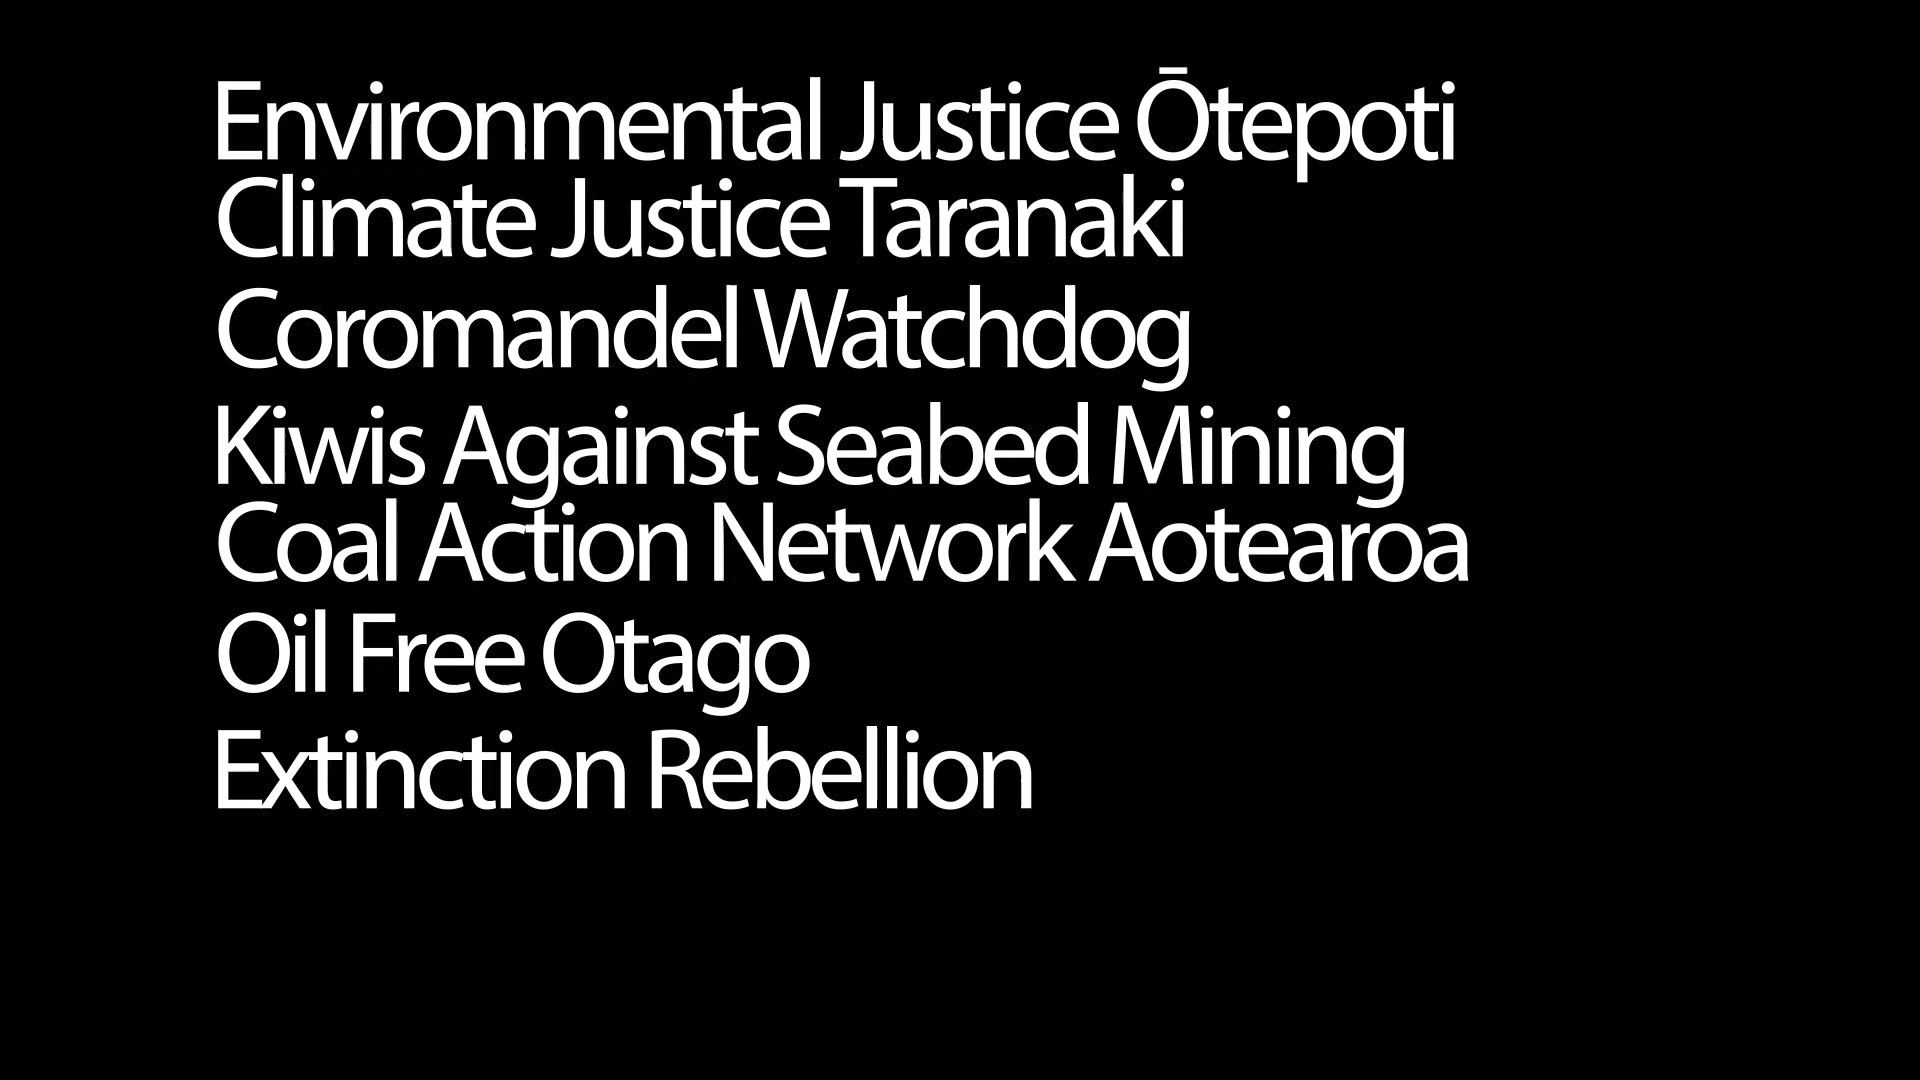 Environmental Justice Ōtepoti
Climate Justice Taranaki
Coromandel Watchdog
Kiwis Against Seabed Mining
Coal Action Network Aotearoa
Oil Free Otago
Extinction Rebellion